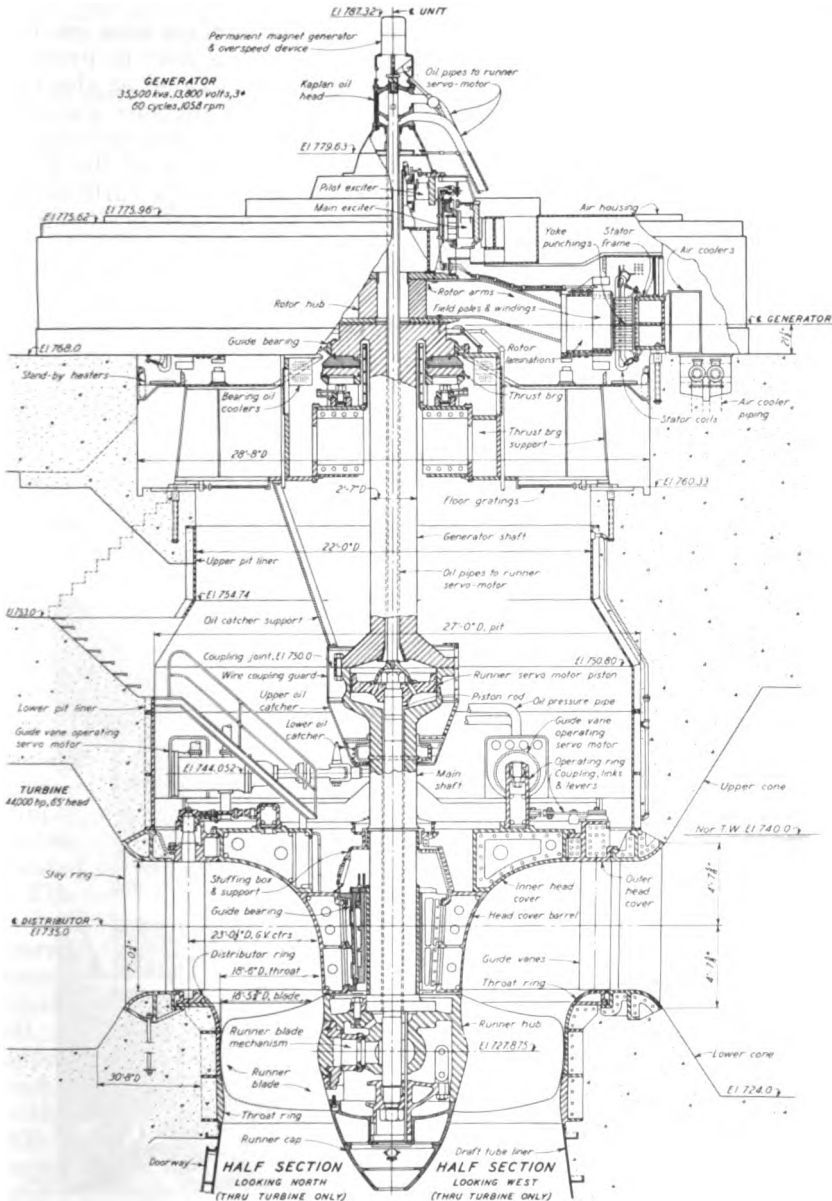 El 787.32
℄ UNIT
Permanent magnet generator
& overspeed device
GENERATOR
35,500 kva, 13,800 volts, 3ϕ
60 cycles, 105.8 rpm
Kaplan oil
head
Oil pipes to runner
servo-motor
El 779.63
Pilot exciter
Main exciter
El 775.62
El 775.96
Air housing
Yoke
punchings
Stator
frame
Air coolers
Rotor arms
Rotor hub
Field poles & windings
℄ GENERATOR
Guide bearing
El 768.0
Rotor
laminations
Stand-by heaters
Bearing oil
coolers
Thrust brg
Stator coils
Air cooler
piping
Thrust brg
support
28'-8"D
El 760.33
2'-7"D
Floor gratings
Generator shaft
22'-0"D
Upper pit liner
Oil pipes to runner
servo-motor
El 754.74
El 753.0
Oil catcher support
27'-0"D, pit
Coupling joint, El 750.0
El 750.80
Wire coupling guard
Runner servo motor piston
Lower pit liner
Upper oil
catcher
Piston rod
Oil pressure pipe
Guide vane operating
servo motor
Lower oil
catcher
Guide vane
operating
servo motor
El 744.052
Operating ring
Coupling, links
& levers
TURBINE
44,000 hp, 65' head
Main
shaft
Upper cone
Nor. T.W. El 740.0
Stay ring
Stuffing box
& support
Inner head
cover
Outer
head
cover
Guide bearing
Head cover barrel
℄ DISTRIBUTOR
El 735.0
23'-0½"D, G.V. ctrs
Distributor ring
Guide vanes
7'-0¾"
18'-6"D, throat
Throat ring
18'-5⅝"D, blade
Runner blade
mechanism
Runner hub
El 727.875
Runner
blade
Lower cone
30'-8"D
El 724.0
Throat ring
Runner cap
Draft tube liner
Doorway
HALF SECTION
LOOKING NORTH
(THRU TURBINE ONLY)
HALF SECTION
LOOKING WEST
(THRU TURBINE ONLY)